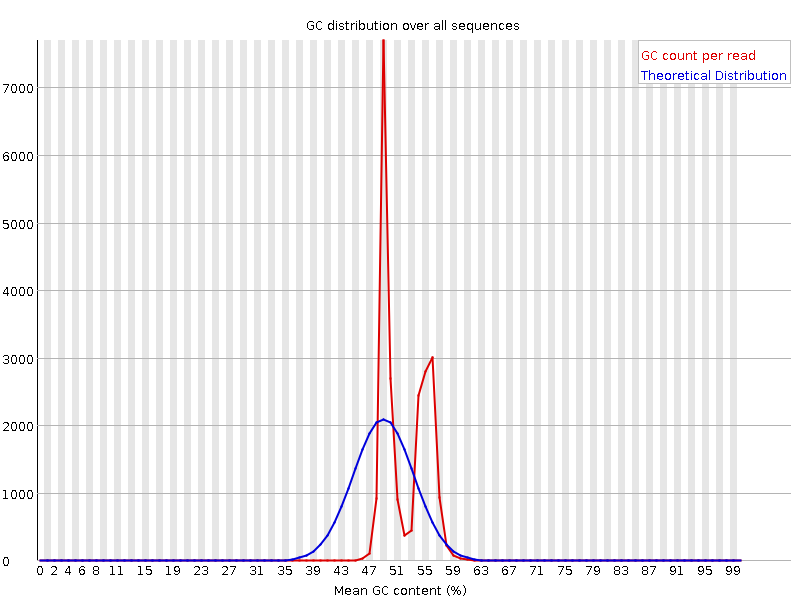 GC distribution over all sequences
GC count per read
Theoretical Distribution
7000
6000
5000
4000
3000
2000
1000
0
0 2 4 6 8 11 15 19 23 27 31 35 39 43 47 51 55 59 63 67 71 75 79 83 87 91 95 99
Mean GC content (%)